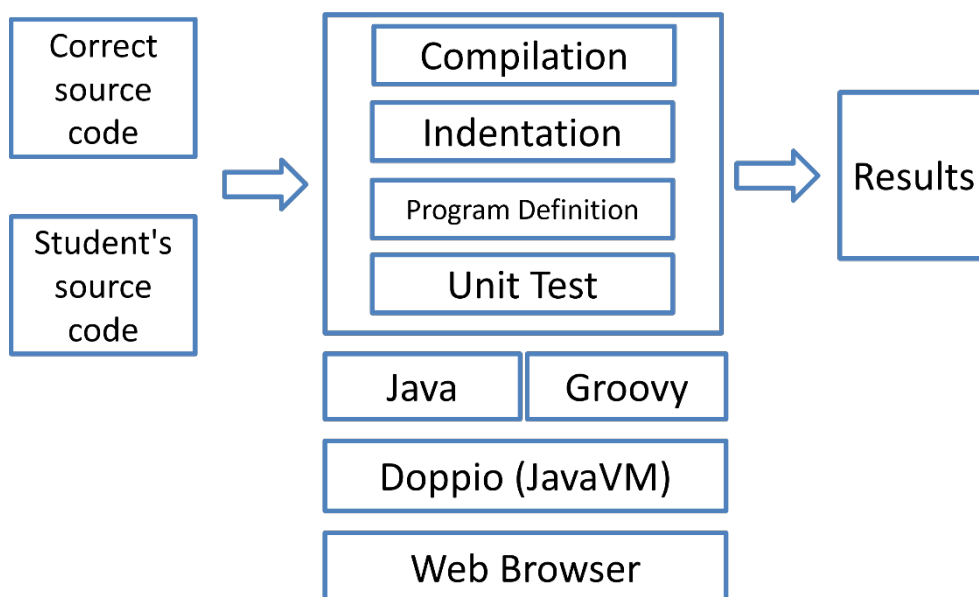 Correct
source
code
Student's
source
code
Compilation
Indentation
Program Definition
Unit Test
Java
Groovy
Doppio (JavaVM)
Web Browser
Results